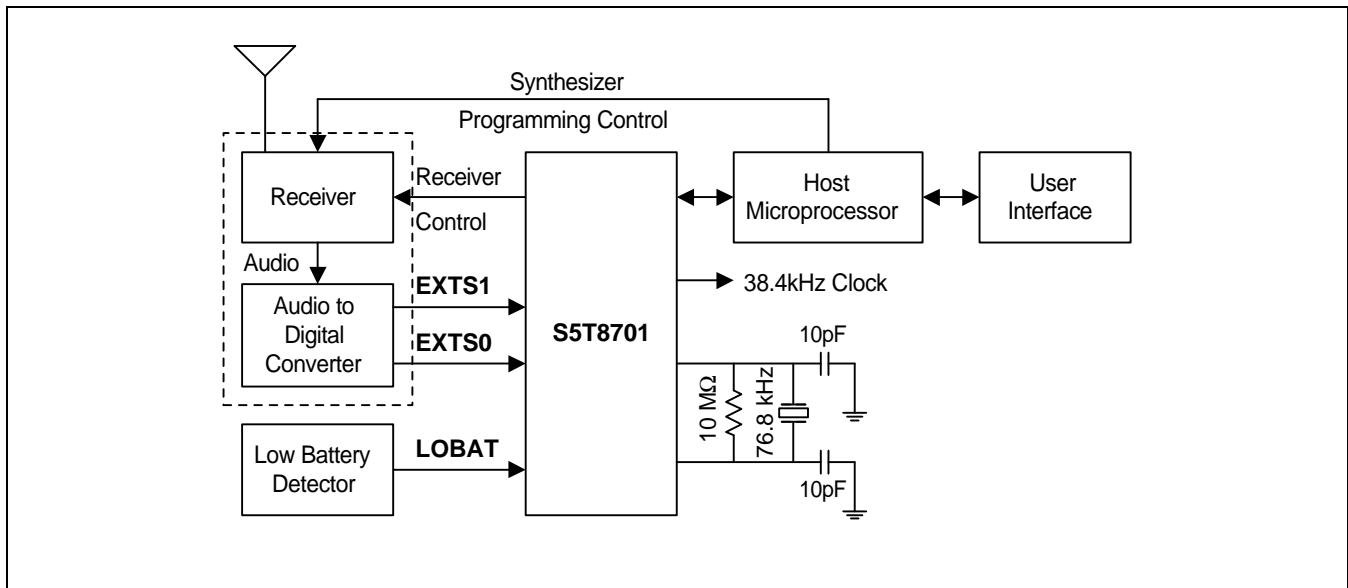 Synthesizer
Programming Control
Receiver
Receiver
Control
Host
Microprocessor
User
Interface
Audio
EXTS1
Audio to
Digital
Converter
EXTS0
S5T8701
38.4kHz Clock
10pF
10 MΩ
76.8 kHz
10pF
Low Battery
Detector
LOBAT